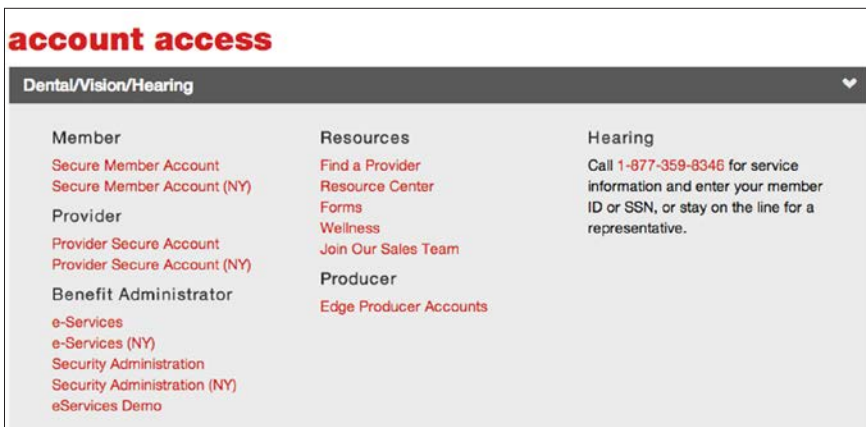 account access
Dental/Vision/Hearing
Member
Secure Member Account
Secure Member Account (NY)
Provider
Provider Secure Account
Provider Secure Account (NY)
Benefit Administrator
e-Services
e-Services (NY)
Security Administration
Security Administration (NY)
eServices Demo
Resources
Find a Provider
Resource Center
Forms
Wellness
Join Our Sales Team
Producer
Edge Producer Accounts
Hearing
Call 1-877-359-8346 for service
information and enter your member
ID or SSN, or stay on the line for a
representative.